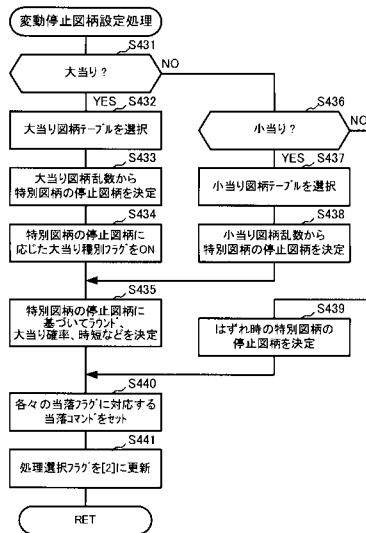 変動停止図柄設定処理
S431
大当り?
NO
YES
S432
大当り図柄テーブルを選択
S433
大当り図柄乱数から
特別図柄の停止図柄を決定
S434
特別図柄の停止図柄に
応じた大当り種別フラグをON
S436
小当り?
NO
YES
S437
小当り図柄テーブルを選択
S438
小当り図柄乱数から
特別図柄の停止図柄を決定
S435
特別図柄の停止図柄に
基づいてラウンド、
大当り確率、時短などを決定
S439
はずれ時の特別図柄の
停止図柄を決定
S440
各々の当落フラグに対応する
当落コマンドをセット
S441
処理選択フラグを[2]に更新
RET